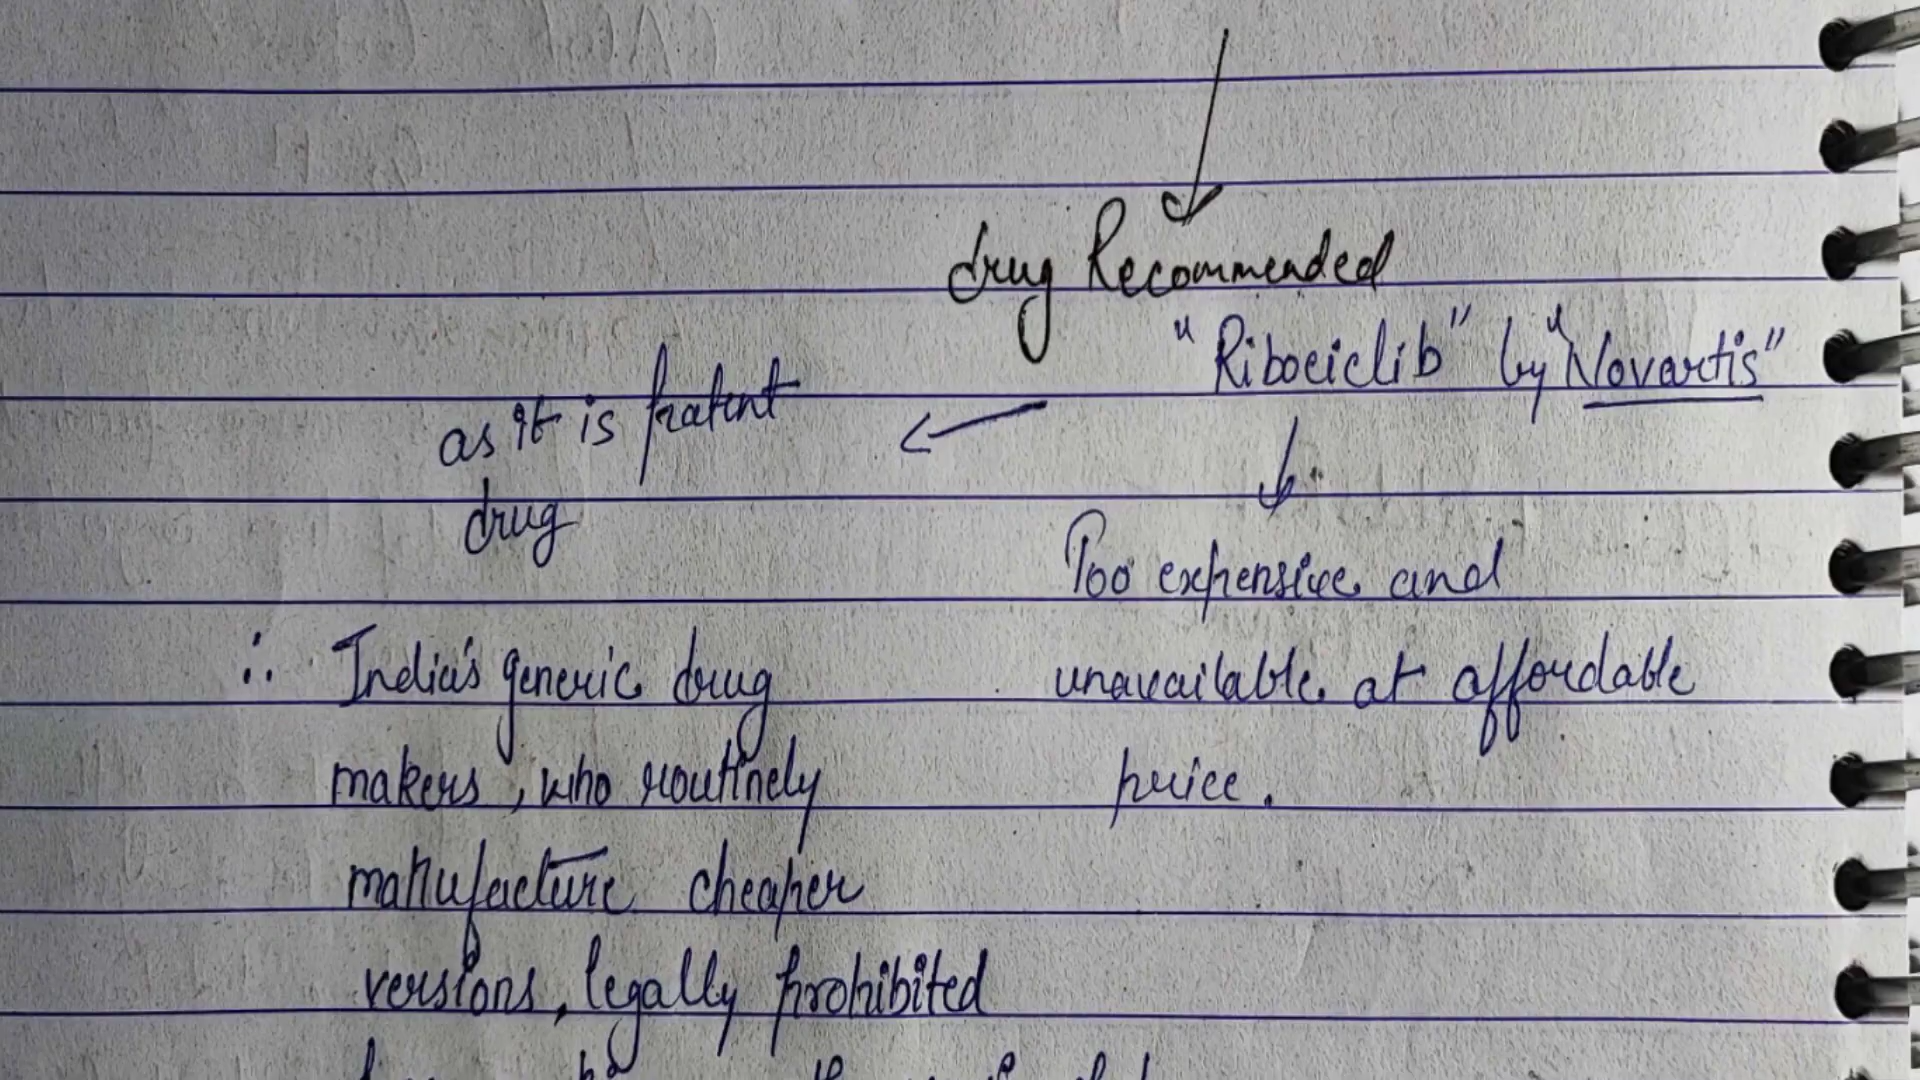 drug Recommended
"Ribociclib" by "Novartis"
as it is patent
drug
Too expensive and
unavailable at affordable
price.
∴ India's generic drug
makers, who routinely
manufacture cheaper
versions, legally prohibited